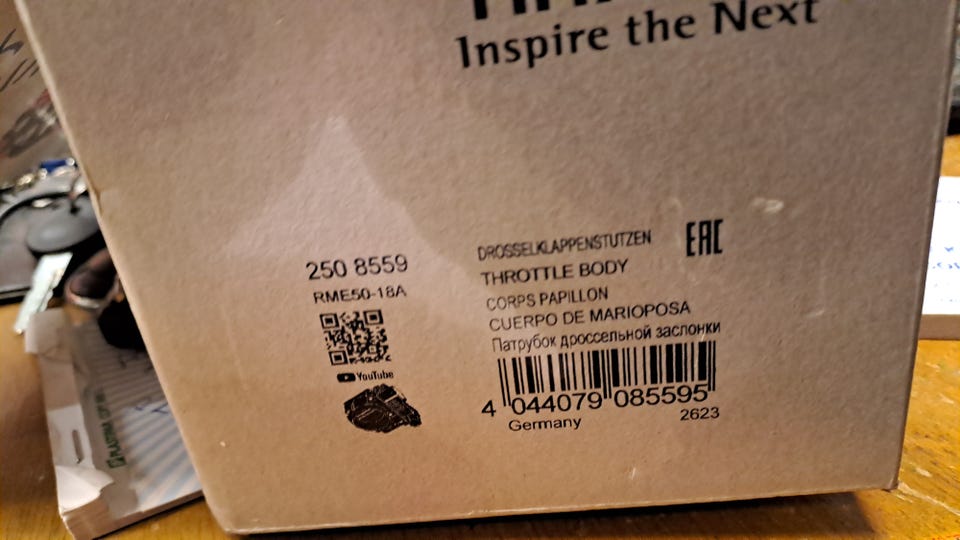 Inspire the Next
250 8559
RME50-18A
YouTube
DROSSELKLAPPENSTUTZEN
EAC
THROTTLE BODY
CORPS PAPILLON
CUERPO DE MARIOPOSA
Патрубок дроссельной заслонки
4 044079 085595
Germany
2623